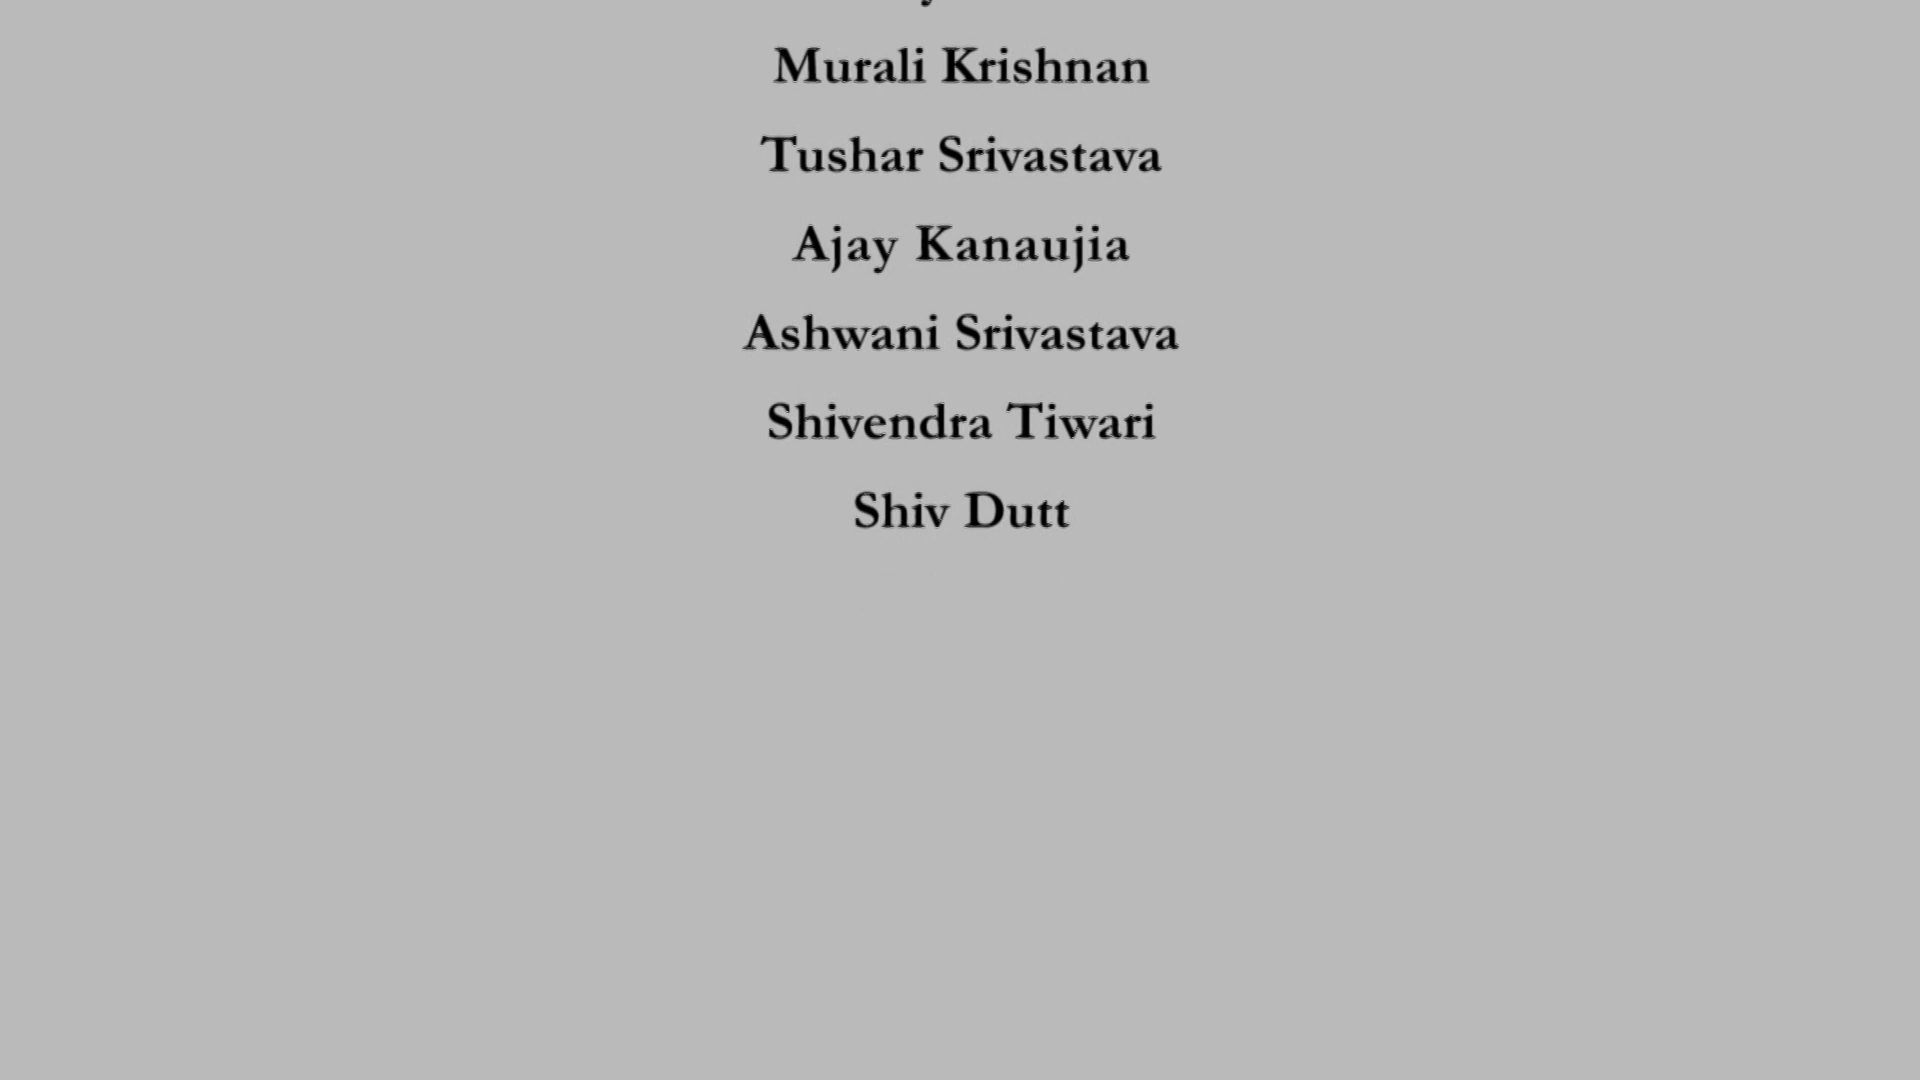 Murali Krishnan
Tushar Srivastava
Ajay Kanaujia
Ashwani Srivastava
Shivendra Tiwari
Shiv Dutt